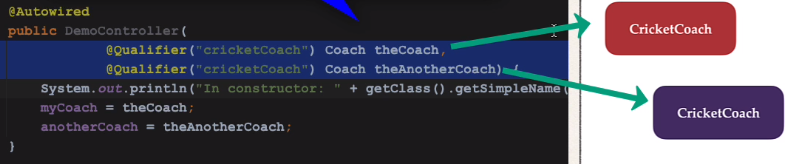 @Autowired
public DemoController(
@Qualifier("cricketCoach") Coach theCoach,
@Qualifier("cricketCoach") Coach theAnotherCoach) {
System.out.println("In constructor: " + getClass().getSimpleName(
myCoach = theCoach;
anotherCoach = theAnotherCoach;
}
CricketCoach
CricketCoach